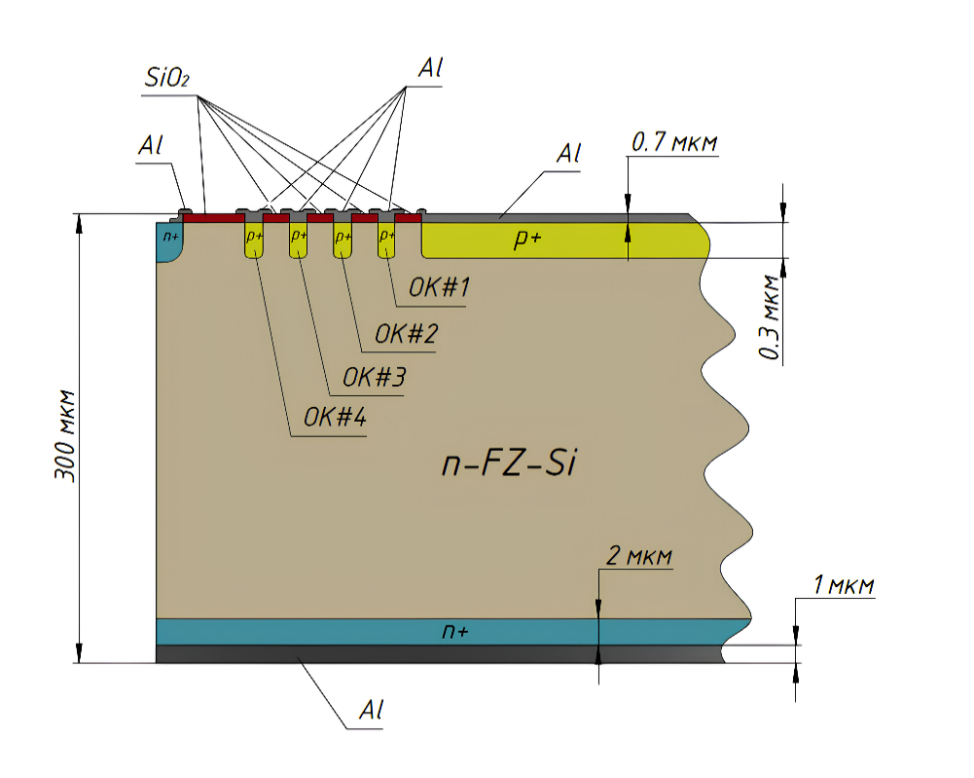 SiO2
Al
Al
Al
0.7 мкм
n+
p+
p+
p+
p+
p+
OK#1
OK#2
OK#3
OK#4
0.3 мкм
300 мкм
n-FZ-Si
2 мкм
1 мкм
n+
Al